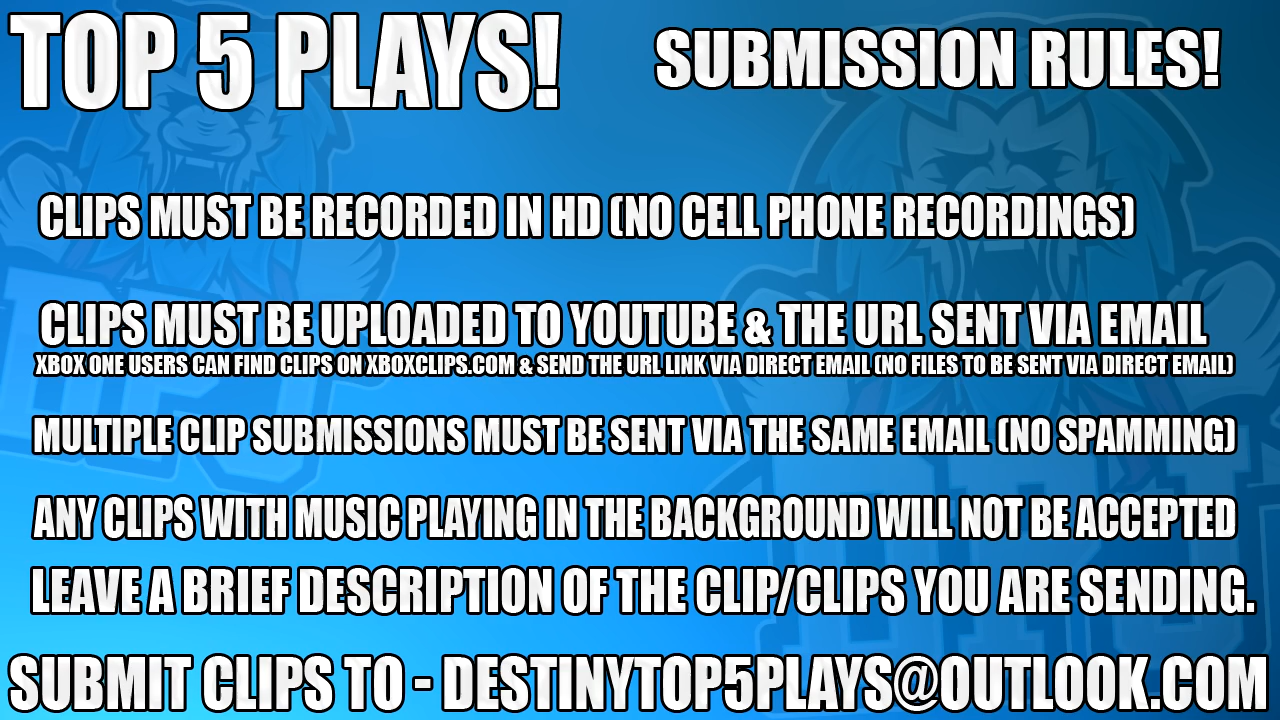 TOP 5 PLAYS!
SUBMISSION RULES!
CLIPS MUST BE RECORDED IN HD (NO CELL PHONE RECORDINGS)
CLIPS MUST BE UPLOADED TO YOUTUBE & THE URL SENT VIA EMAIL
XBOX ONE USERS CAN FIND CLIPS ON XBOXCLIPS.COM & SEND THE URL LINK VIA DIRECT EMAIL (NO FILES TO BE SENT VIA DIRECT EMAIL)
MULTIPLE CLIP SUBMISSIONS MUST BE SENT VIA THE SAME EMAIL (NO SPAMMING)
ANY CLIPS WITH MUSIC PLAYING IN THE BACKGROUND WILL NOT BE ACCEPTED
LEAVE A BRIEF DESCRIPTION OF THE CLIP/CLIPS YOU ARE SENDING.
SUBMIT CLIPS TO - DESTINYTOP5PLAYS@OUTLOOK.COM